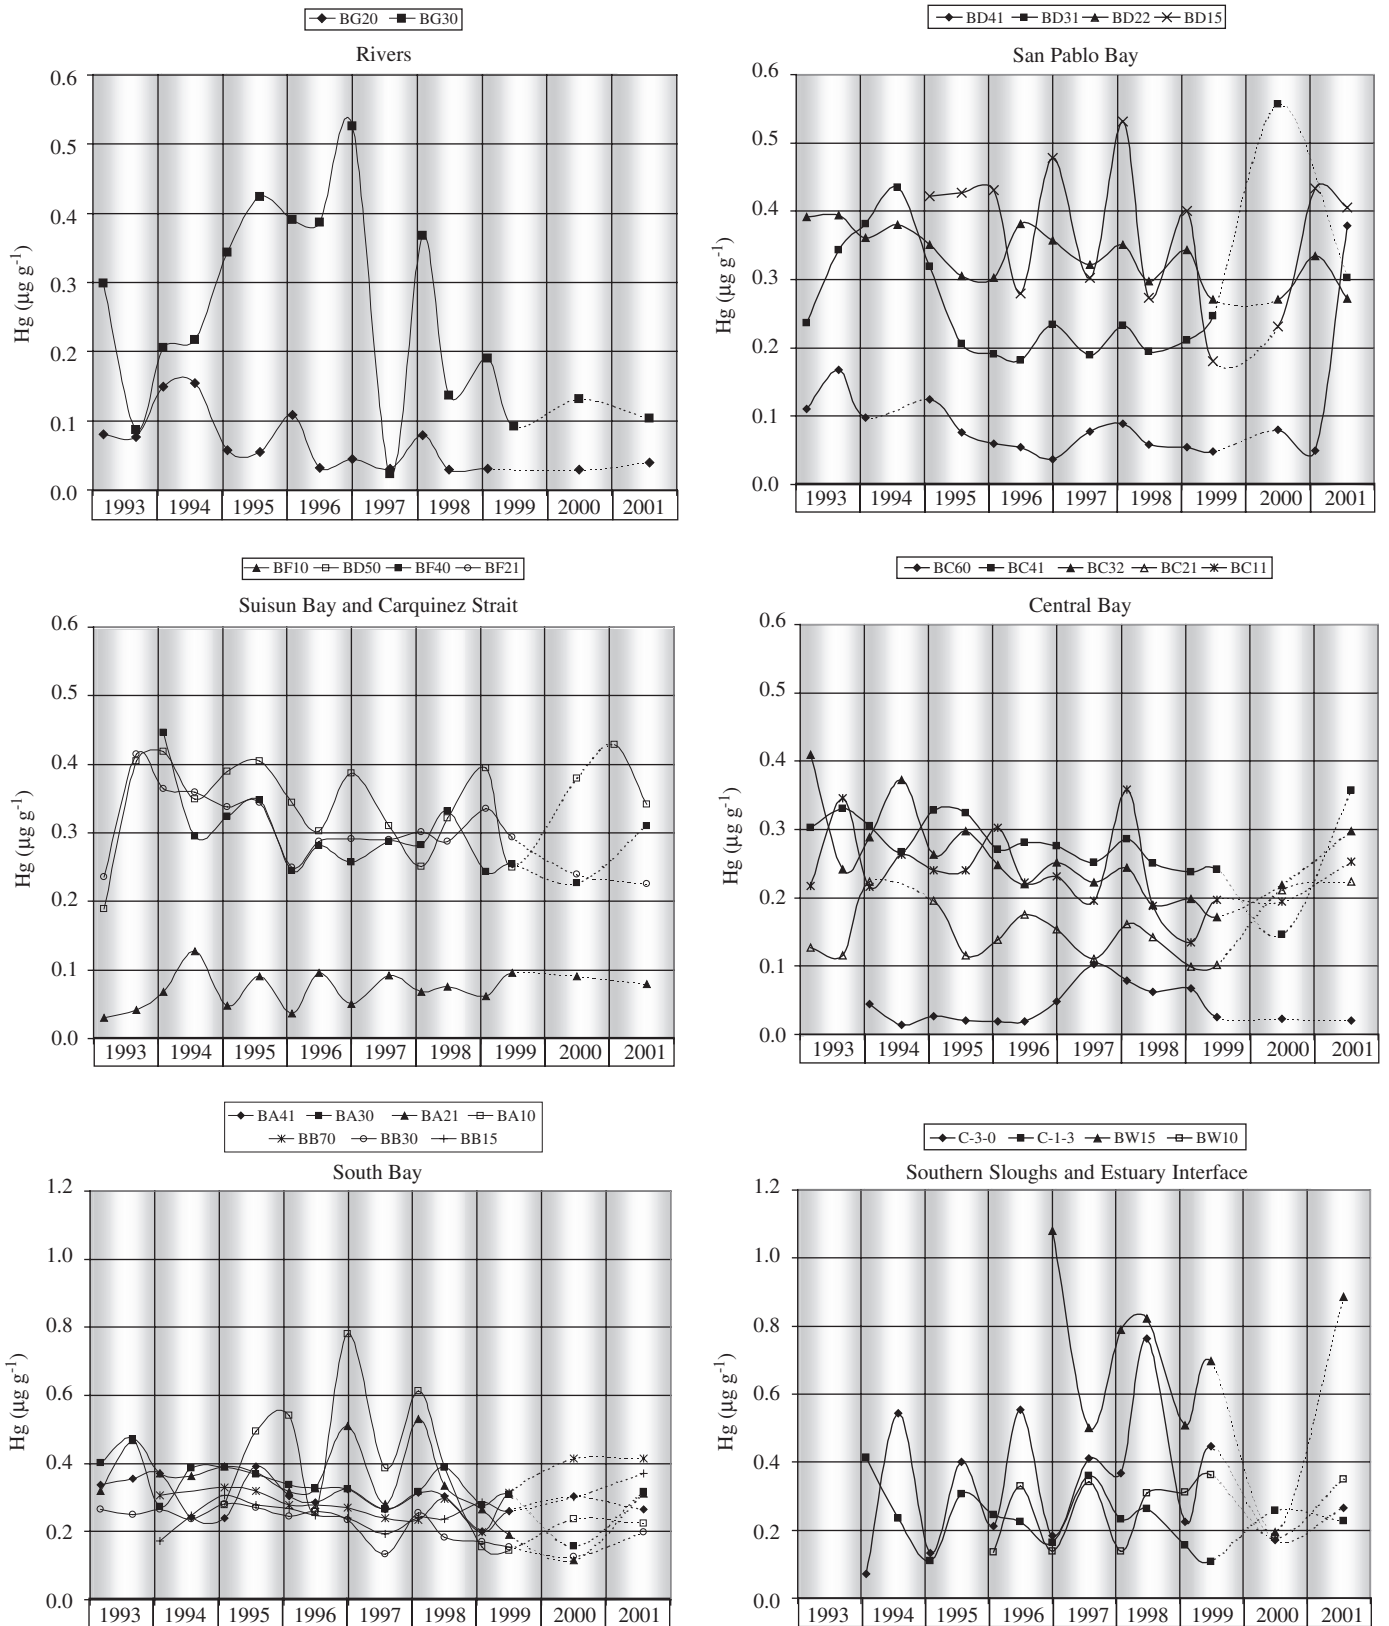 BG20 BG30
Rivers
Hg (µg g-1)
0.6
0.5
0.4
0.3
0.2
0.1
0.0
1993 1994 1995 1996 1997 1998 1999 2000 2001
BD41 BD31 BD22 BD15
San Pablo Bay
Hg (µg g-1)
0.6
0.5
0.4
0.3
0.2
0.1
0.0
1993 1994 1995 1996 1997 1998 1999 2000 2001
BF10 BD50 BF40 BF21
Suisun Bay and Carquinez Strait
Hg (µg g-1)
0.6
0.5
0.4
0.3
0.2
0.1
0.0
1993 1994 1995 1996 1997 1998 1999 2000 2001
BC60 BC41 BC32 BC21 BC11
Central Bay
Hg (µg g-1)
0.6
0.5
0.4
0.3
0.2
0.1
0.0
1993 1994 1995 1996 1997 1998 1999 2000 2001
BA41 BA30 BA21 BA10
BB70 BB30 BB15
South Bay
Hg (µg g-1)
1.2
1.0
0.8
0.6
0.4
0.2
0.0
1993 1994 1995 1996 1997 1998 1999 2000 2001
C-3-0 C-1-3 BW15 BW10
Southern Sloughs and Estuary Interface
Hg (µg g-1)
1.2
1.0
0.8
0.6
0.4
0.2
0.0
1993 1994 1995 1996 1997 1998 1999 2000 2001